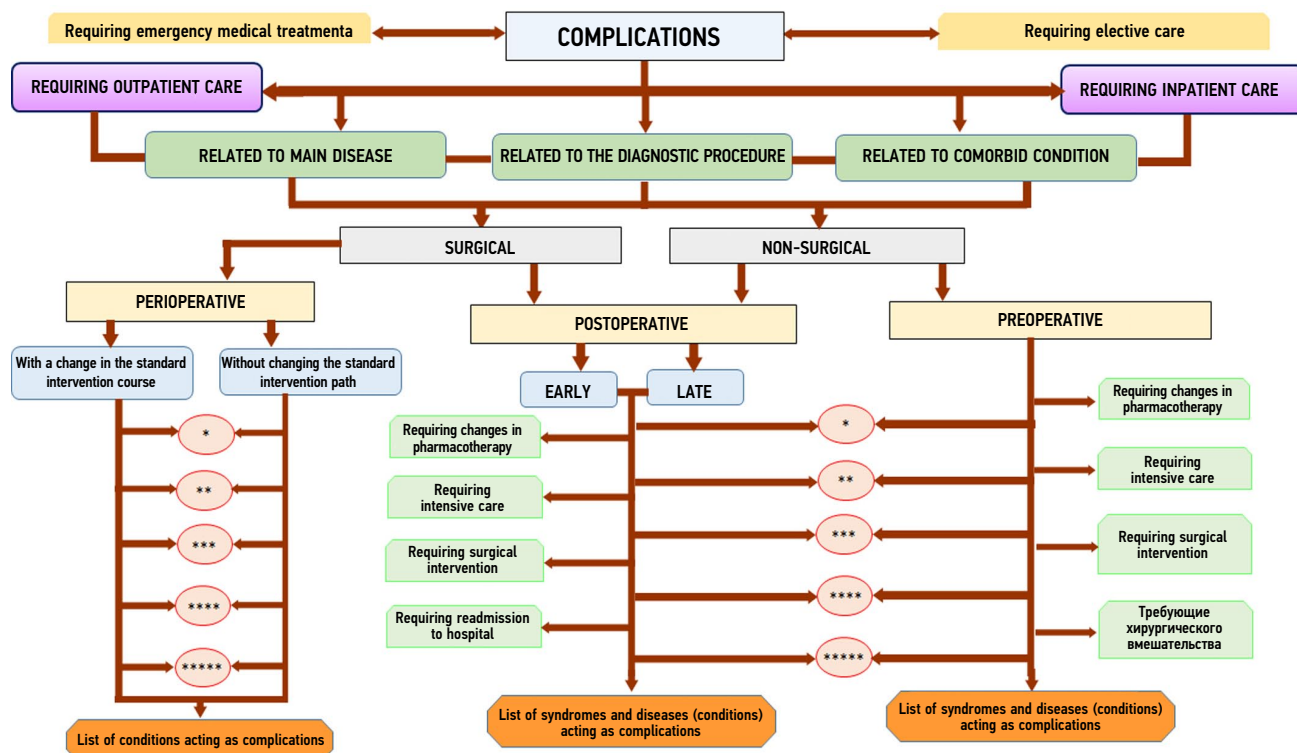 Requiring emergency medical treatmenta
COMPLICATIONS
Requiring elective care
REQUIRING OUTPATIENT CARE
REQUIRING INPATIENT CARE
RELATED TO MAIN DISEASE
RELATED TO THE DIAGNOSTIC PROCEDURE
RELATED TO COMORBID CONDITION
SURGICAL
NON-SURGICAL
PERIOPERATIVE
POSTOPERATIVE
PREOPERATIVE
With a change in the standard
intervention course
Without changing the standard
intervention path
EARLY
LATE
*
**
***
****
*****
Requiring changes in
pharmacotherapy
Requiring
intensive care
Requiring surgical
intervention
Requiring readmission
to hospital
*
**
***
****
*****
Requiring changes in
pharmacotherapy
Requiring
intensive care
Requiring surgical
intervention
Требующие
хирургического
вмешательства
List of conditions acting as complications
List of syndromes and diseases (conditions)
acting as complications
List of syndromes and diseases (conditions)
acting as complications